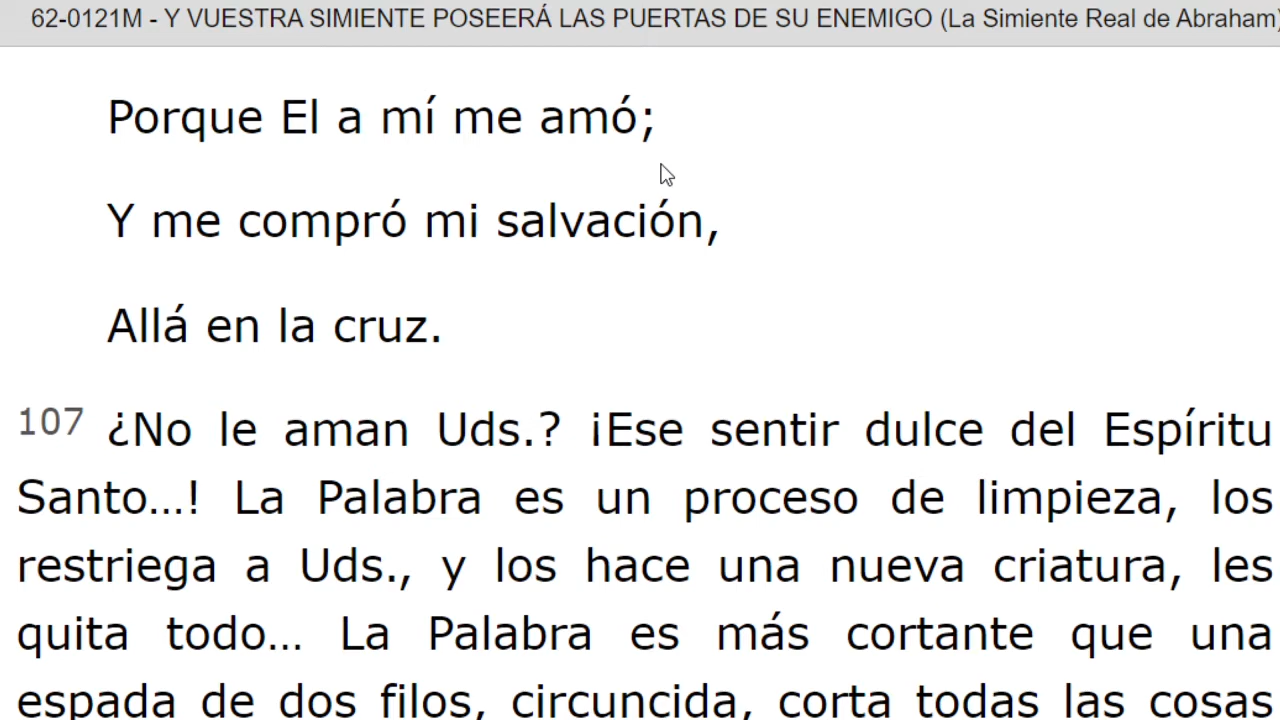 62-0121M - Y VUESTRA SIMIENTE POSEERÁ LAS PUERTAS DE SU ENEMIGO (La Simiente Real de Abraham)
Porque El a mí me amó;
Y me compró mi salvación,
Allá en la cruz.
107 ¿No le aman Uds.? ¡Ese sentir dulce del Espíritu
Santo...! La Palabra es un proceso de limpieza, los
restriega a Uds., y los hace una nueva criatura, les
quita todo... La Palabra es más cortante que una
espada de dos filos, circuncida, corta todas las cosas